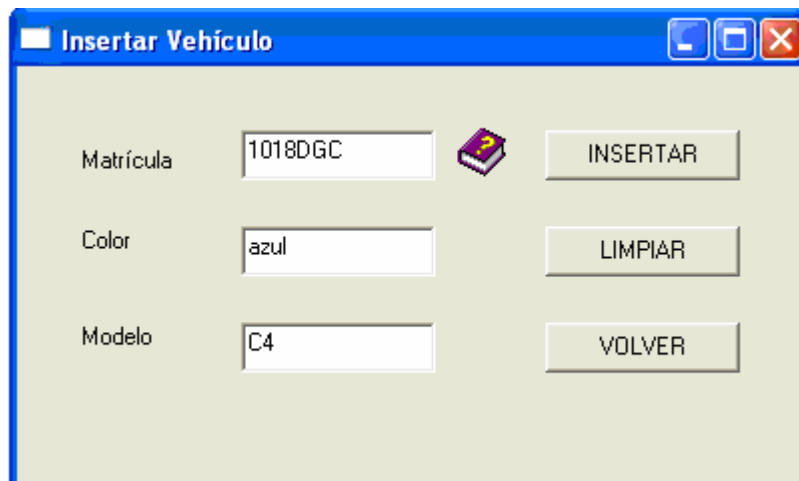 Insertar Vehículo
Matrícula 1018DGC ? INSERTAR
Color azul LIMPIAR
Modelo C4 VOLVER